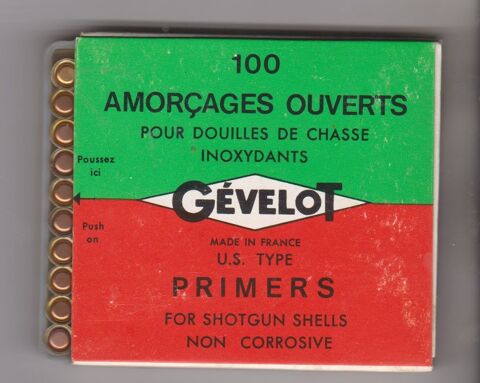 100
AMORÇAGES OUVERTS
POUR DOUILLES DE CHASSE
INOXYDANTS
Poussez
ici
GÉVELOT
Push
on
MADE IN FRANCE
U.S. TYPE
PRIMERS
FOR SHOTGUN SHELLS
NON CORROSIVE